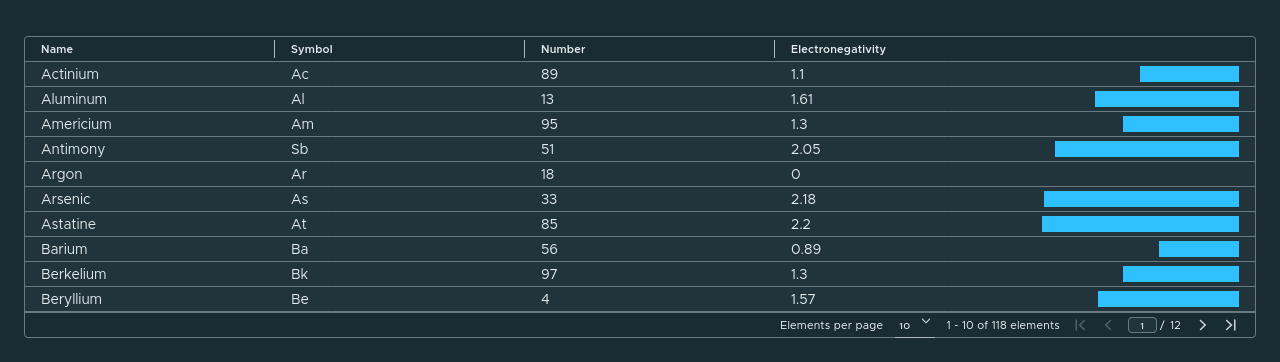 Name Symbol Number Electronegativity
Actinium Ac 89 1.1
Aluminum Al 13 1.61
Americium Am 95 1.3
Antimony Sb 51 2.05
Argon Ar 18 0
Arsenic As 33 2.18
Astatine At 85 2.2
Barium Ba 56 0.89
Berkelium Bk 97 1.3
Beryllium Be 4 1.57
Elements per page 10 1 - 10 of 118 elements 1 / 12